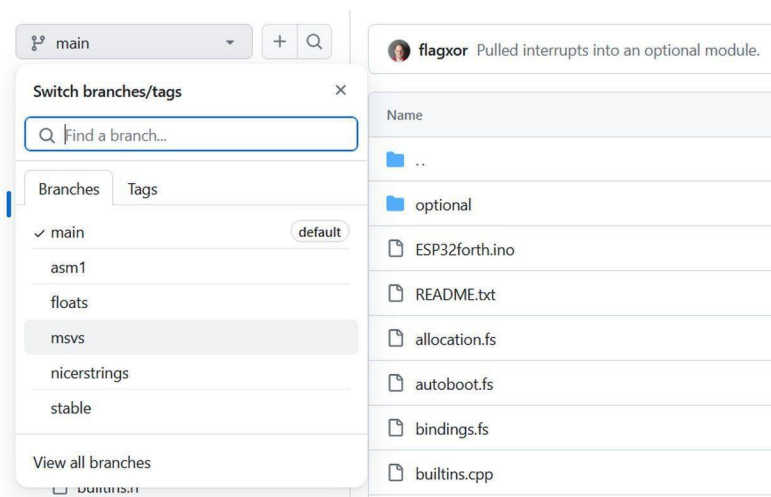 main
Switch branches/tags
Find a branch...
Branches
Tags
main
default
asm1
floats
msvs
nicerstrings
stable
View all branches
builtins.h
flagxor Pulled interrupts into an optional module.
Name
..
optional
ESP32forth.ino
README.txt
allocation.fs
autoboot.fs
bindings.fs
builtins.cpp